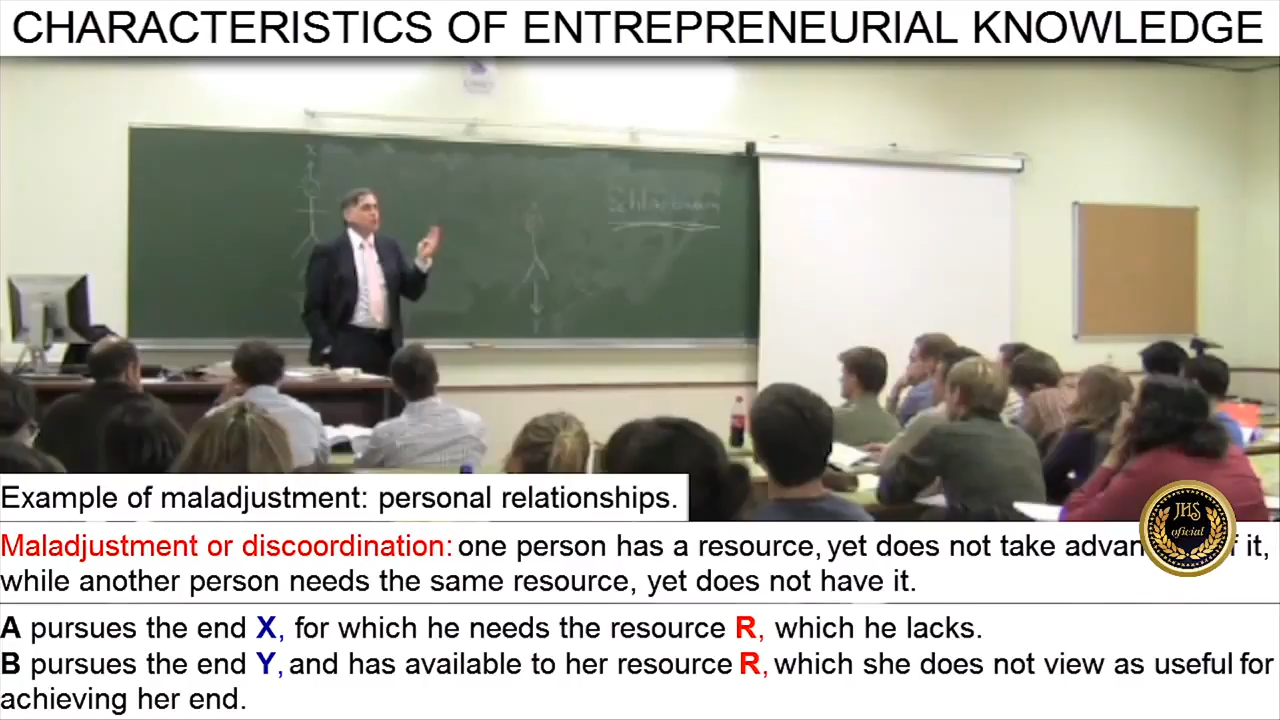 CHARACTERISTICS OF ENTREPRENEURIAL KNOWLEDGE
Example of maladjustment: personal relationships.
Maladjustment or discoordination: one person has a resource, yet does not take it,
while another person needs the same resource, yet does not have it.
A pursues the end X, for which he needs the resource R, which he lacks.
B pursues the end Y, and has available to her resource R, which she does not view as useful for
achieving her end.
JHS
oficial